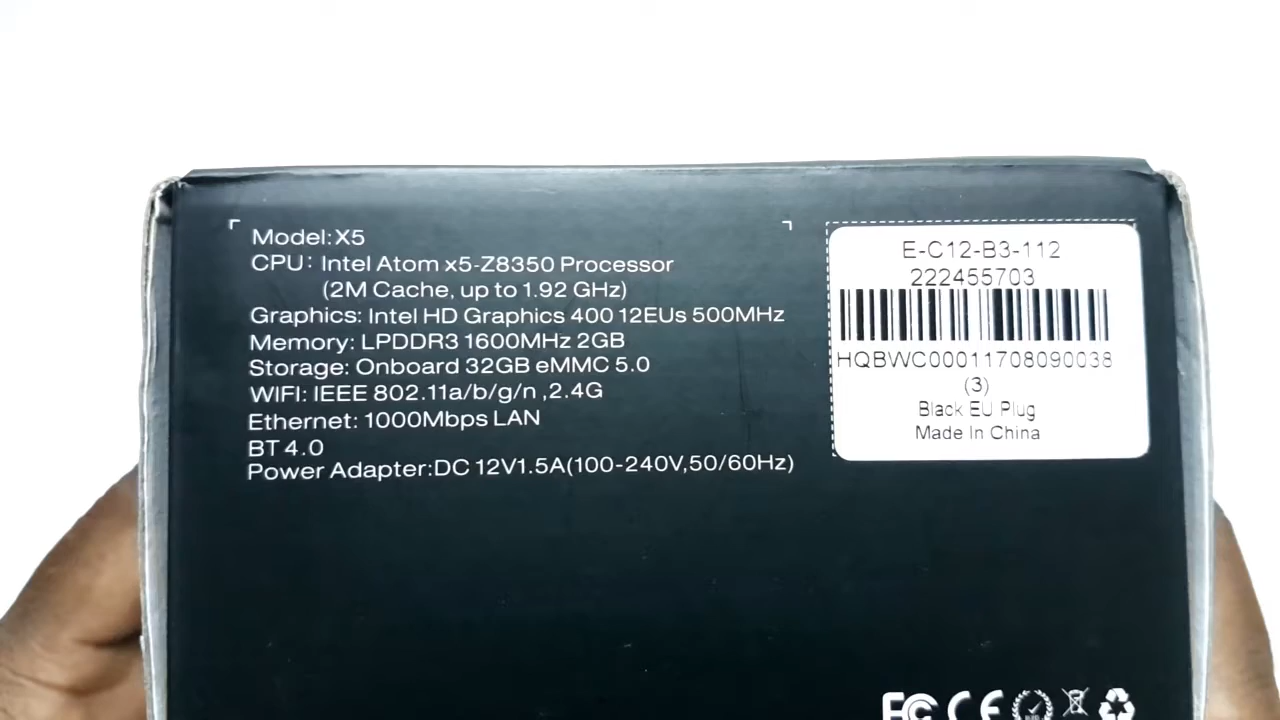 Model:X5
CPU: Intel Atom x5-Z8350 Processor
(2M Cache, up to 1.92 GHz)
Graphics: Intel HD Graphics 400 12EUs 500MHz
Memory: LPDDR3 1600MHz 2GB
Storage: Onboard 32GB eMMC 5.0
WIFI: IEEE 802.11a/b/g/n ,2.4G
Ethernet: 1000Mbps LAN
BT 4.0
Power Adapter:DC 12V1.5A(100-240V,50/60Hz)
E-C12-B3-112
222455703
HQBWC00011708090038
(3)
Black EU Plug
Made In China
FC CE